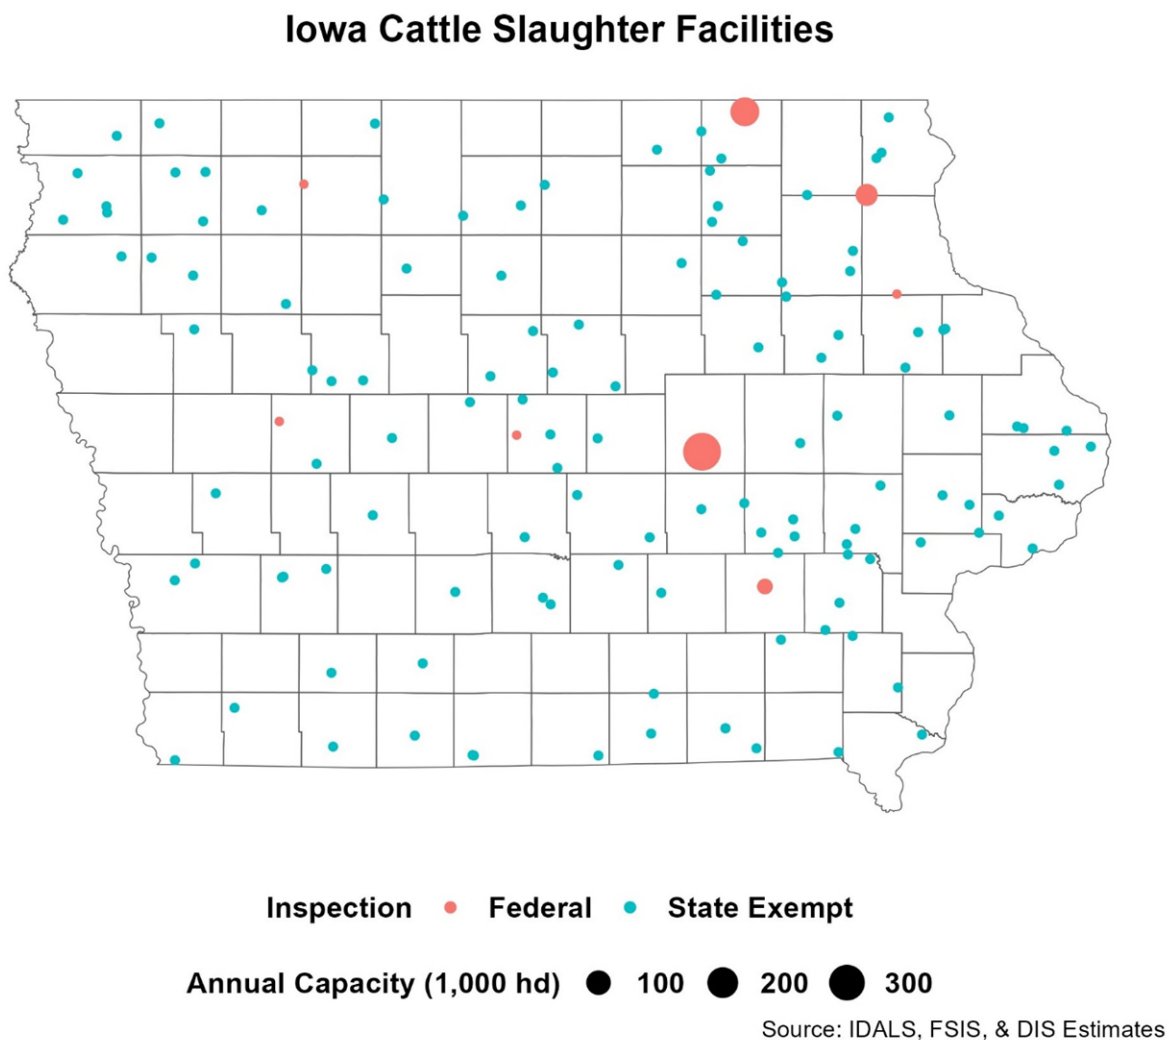 Iowa Cattle Slaughter Facilities
Inspection Federal State Exempt
Annual Capacity (1,000 hd) 100 200 300
Source: IDALS, FSIS, & DIS Estimates